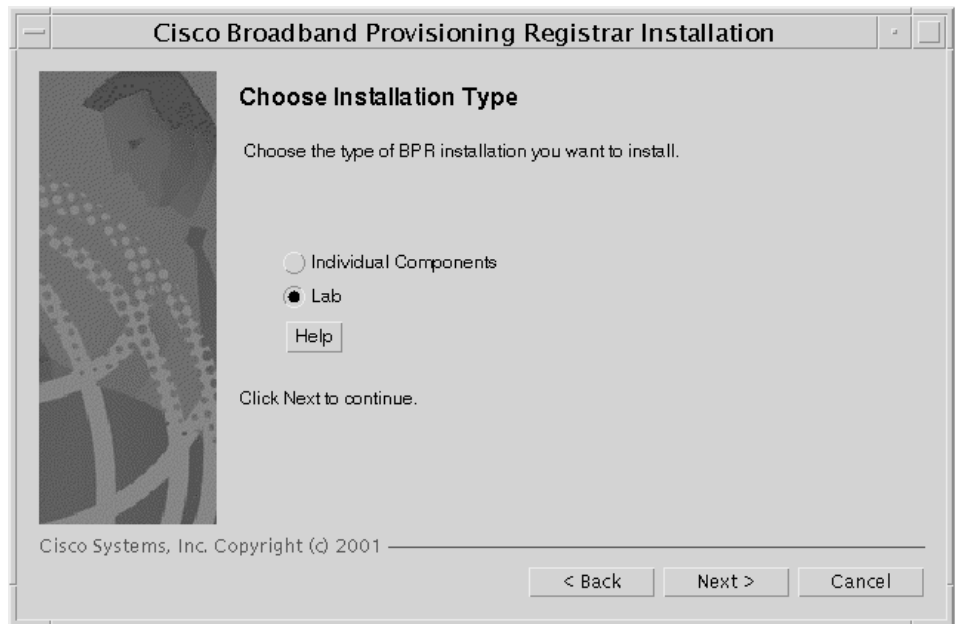 Cisco Broadband Provisioning Registrar Installation
Choose Installation Type
Choose the type of BPR installation you want to install.
Individual Components
Lab
Help
Click Next to continue.
Cisco Systems, Inc. Copyright (c) 2001
< Back Next > Cancel